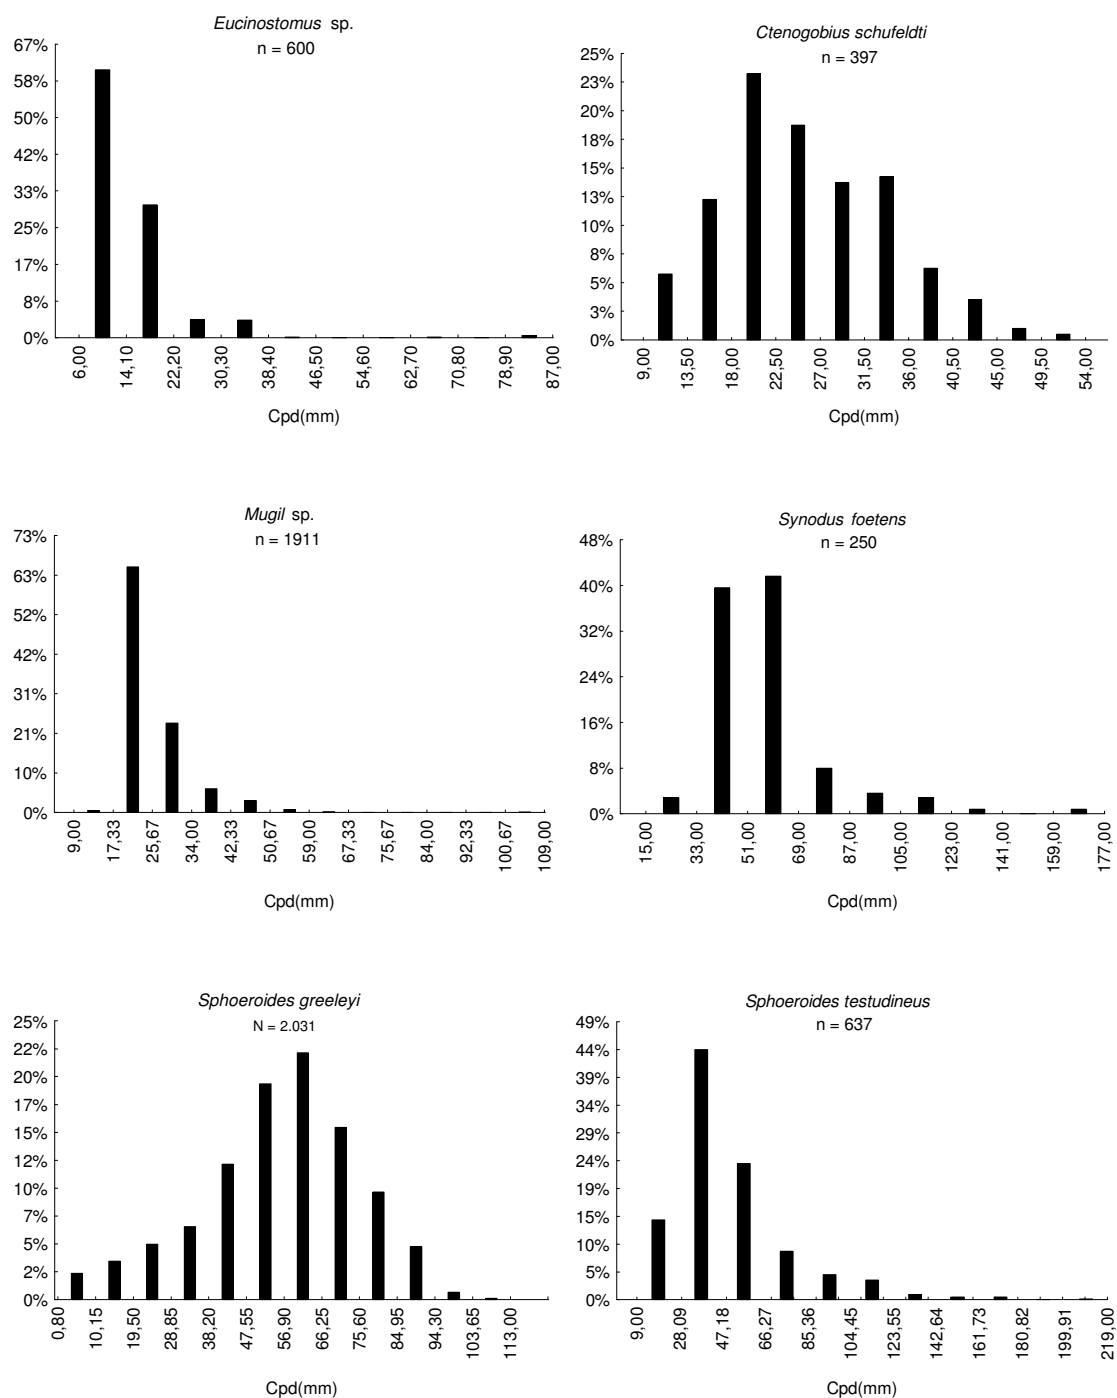 Eucinostomus sp.
n = 600
67%
58%
50%
42%
33%
25%
17%
8%
0%
6,00 14,10 22,20 30,30 38,40 46,50 54,60 62,70 70,80 78,90 87,00
Cpd(mm)
Ctenogobius schufeldti
n = 397
25%
23%
20%
18%
15%
13%
10%
8%
5%
3%
0%
9,00 13,50 18,00 22,50 27,00 31,50 36,00 40,50 45,00 49,50 54,00
Cpd(mm)
Mugil sp.
n = 1911
73%
63%
52%
42%
31%
21%
10%
0%
9,00 17,33 25,67 34,00 42,33 50,67 59,00 67,33 75,67 84,00 92,33 100,67 109,00
Cpd(mm)
Synodus foetens
n = 250
48%
40%
32%
24%
16%
8%
0%
15,00 33,00 51,00 69,00 87,00 105,00 123,00 141,00 159,00 177,00
Cpd(mm)
Sphoeroides greeleyi
N = 2.031
25%
22%
20%
17%
15%
12%
10%
7%
5%
2%
0%
0,80 10,15 19,50 28,85 38,20 47,55 56,90 66,25 75,60 84,95 94,30 103,65 113,00
Cpd(mm)
Sphoeroides testudineus
n = 637
49%
44%
39%
34%
29%
24%
19%
15%
10%
5%
0%
9,00 28,09 47,18 66,27 85,36 104,45 123,55 142,64 161,73 180,82 199,91 219,00
Cpd(mm)